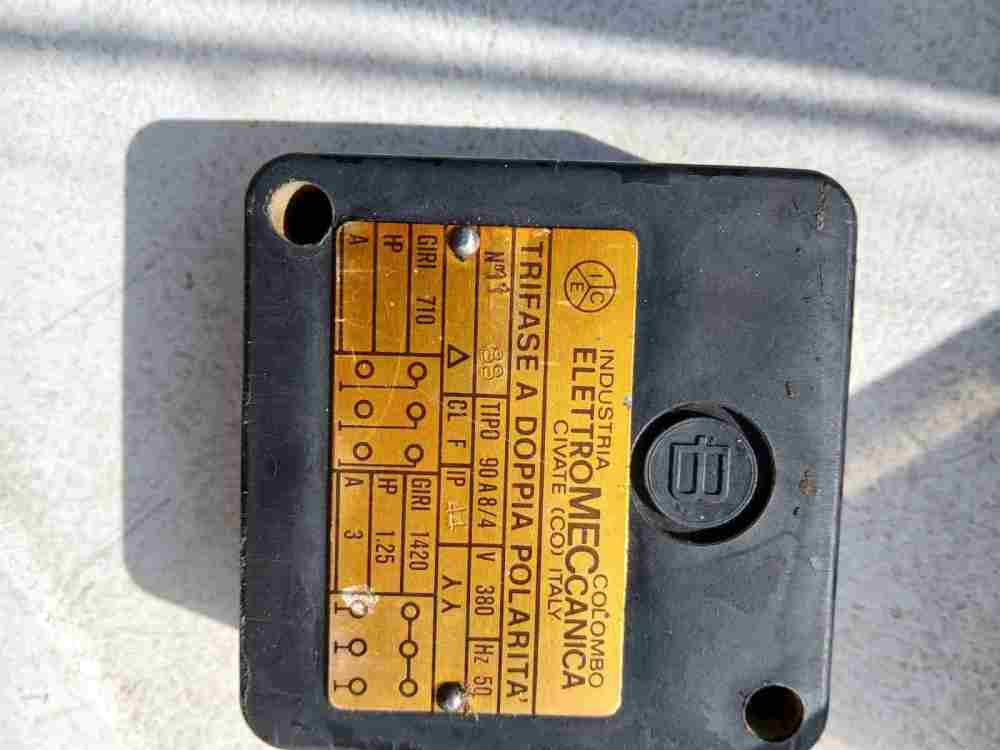 I C E
INDUSTRIA COLOMBO
ELETTROMECCANICA
CIVATE (CO) ITALY
TRIFASE A DOPPIA POLARITA'
N° TIPO 90A8/4 V 380 Hz 50
Δ Cl F IP 44 YY
GIRI 710 GIRI 1420
HP HP 1.25
A A 3